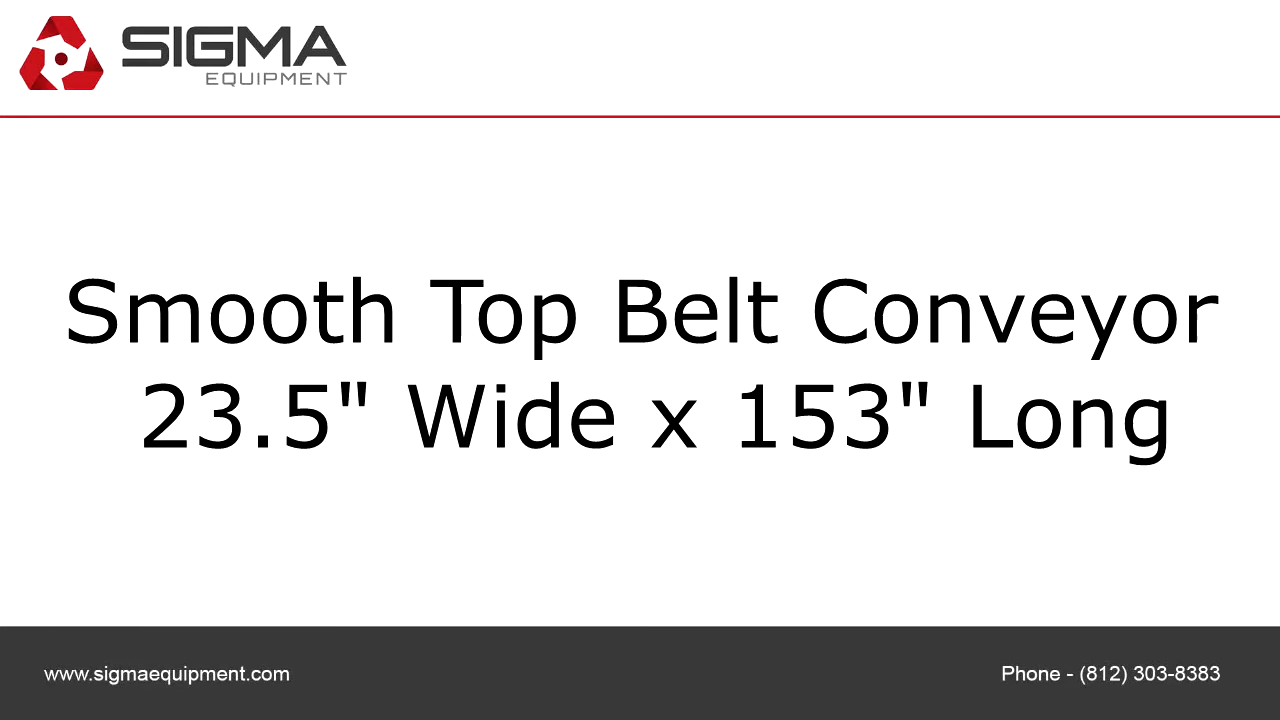 SIGMA
EQUIPMENT
Smooth Top Belt Conveyor
23.5" Wide x 153" Long
www.sigmaequipment.com
Phone - (812) 303-8383